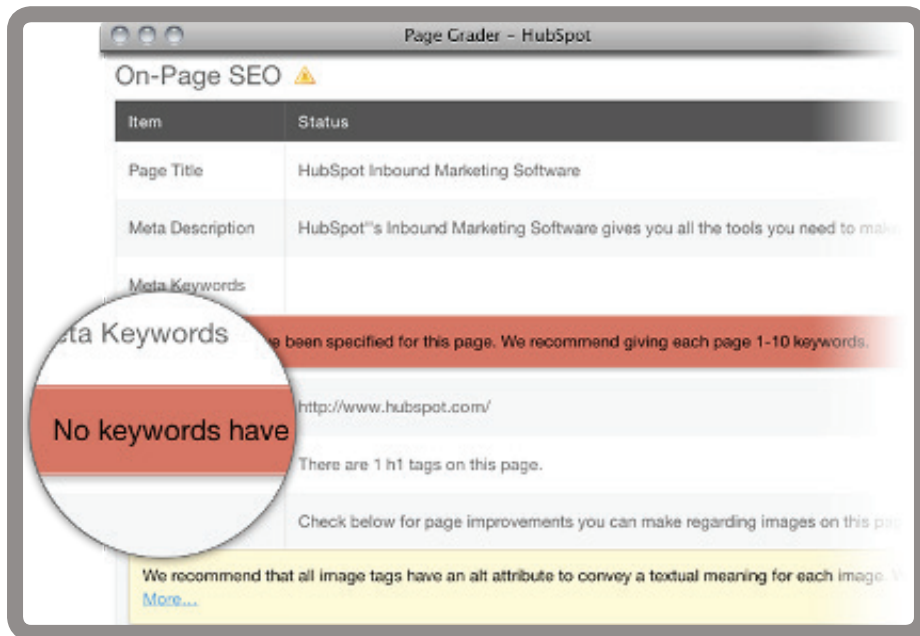 Page Grader – HubSpot
On-Page SEO
Item Status
Page Title HubSpot Inbound Marketing Software
Meta Description HubSpot"'s Inbound Marketing Software gives you all the tools you need to make
Meta Keywords
eta Keywords
been specified for this page. We recommend giving each page 1-10 keywords.
No keywords have
http://www.hubspot.com/
There are 1 h1 tags on this page.
Check below for page improvements you can make regarding images on this
We recommend that all image tags have an alt attribute to convey a textual meaning for each image.
More...